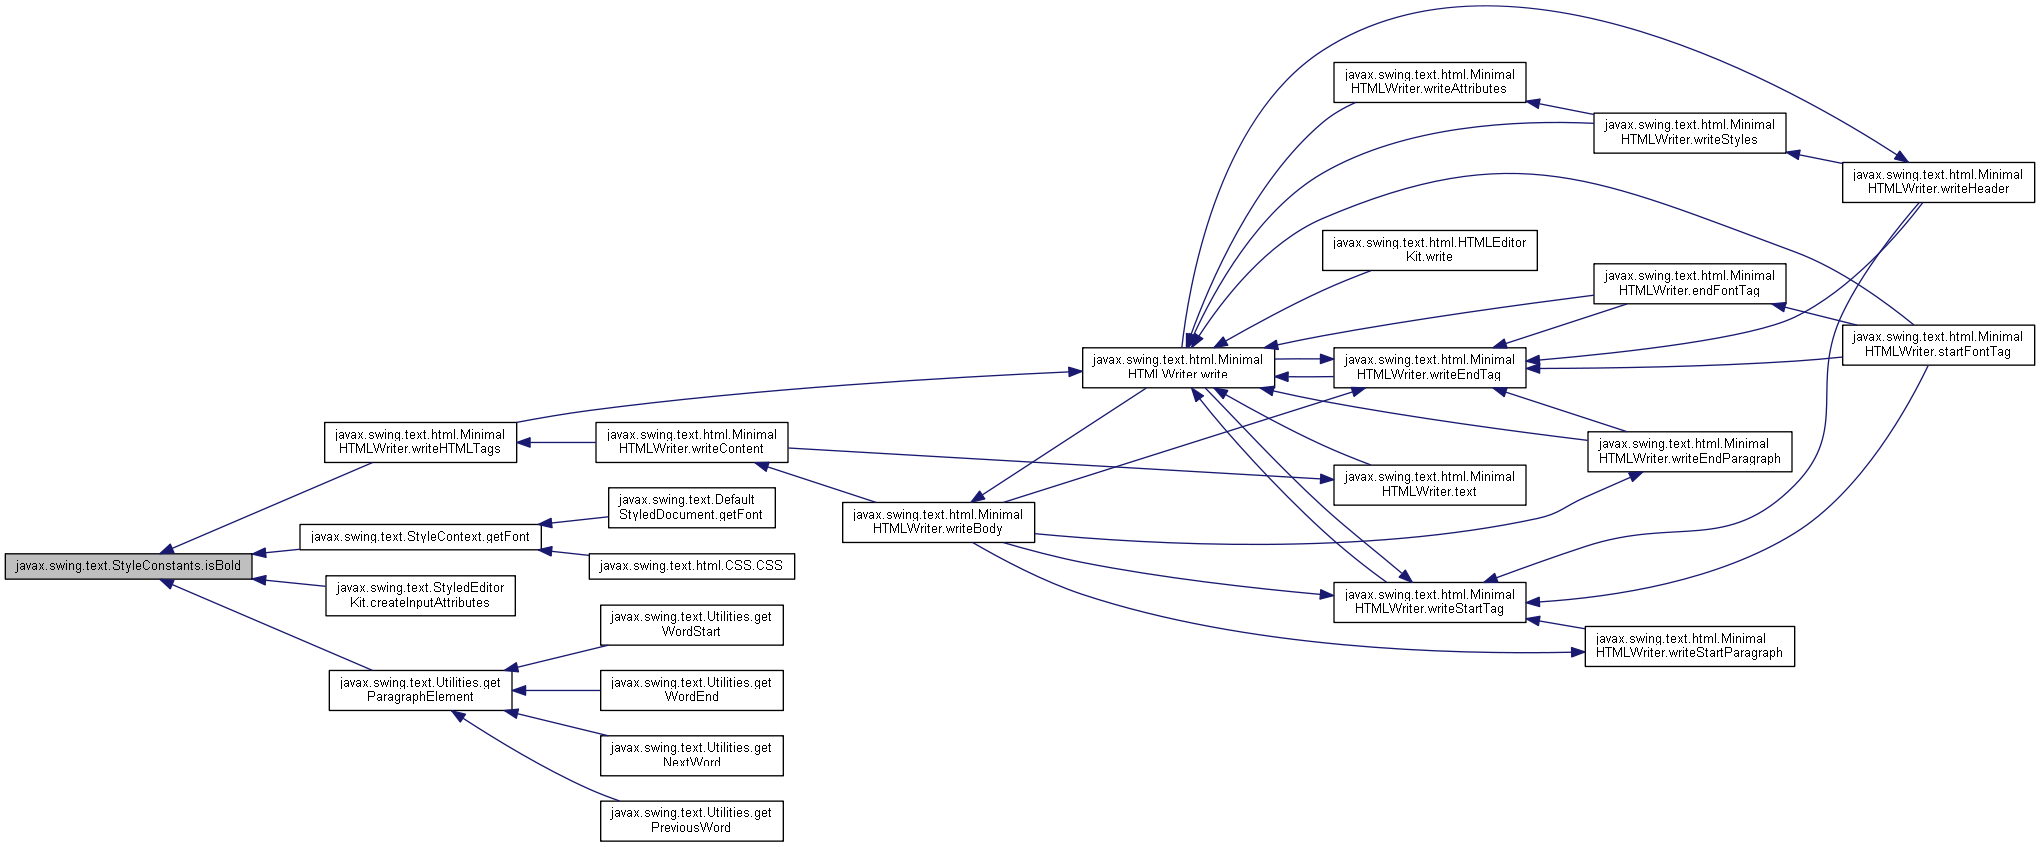 javax.swing.text.StyleConstants.isBold
javax.swing.text.html.Minimal
HTMLWriter.writeHTMLTags
javax.swing.text.StyleContext.getFont
javax.swing.text.StyledEditor
Kit.createInputAttributes
javax.swing.text.Utilities.get
ParagraphElement
javax.swing.text.html.Minimal
HTMLWriter.writeContent
javax.swing.text.Default
StyledDocument.getFont
javax.swing.text.html.CSS.CSS
javax.swing.text.Utilities.get
WordStart
javax.swing.text.Utilities.get
WordEnd
javax.swing.text.Utilities.get
NextWord
javax.swing.text.Utilities.get
PreviousWord
javax.swing.text.html.Minimal
HTMLWriter.writeBody
javax.swing.text.html.Minimal
HTMLWriter.write
javax.swing.text.html.Minimal
HTMLWriter.writeAttributes
javax.swing.text.html.HTMLEditor
Kit.write
javax.swing.text.html.Minimal
HTMLWriter.writeEndTag
javax.swing.text.html.Minimal
HTMLWriter.text
javax.swing.text.html.Minimal
HTMLWriter.writeStartTag
javax.swing.text.html.Minimal
HTMLWriter.writeStyles
javax.swing.text.html.Minimal
HTMLWriter.endFontTag
javax.swing.text.html.Minimal
HTMLWriter.writeEndParagraph
javax.swing.text.html.Minimal
HTMLWriter.writeStartParagraph
javax.swing.text.html.Minimal
HTMLWriter.writeHeader
javax.swing.text.html.Minimal
HTMLWriter.startFontTag